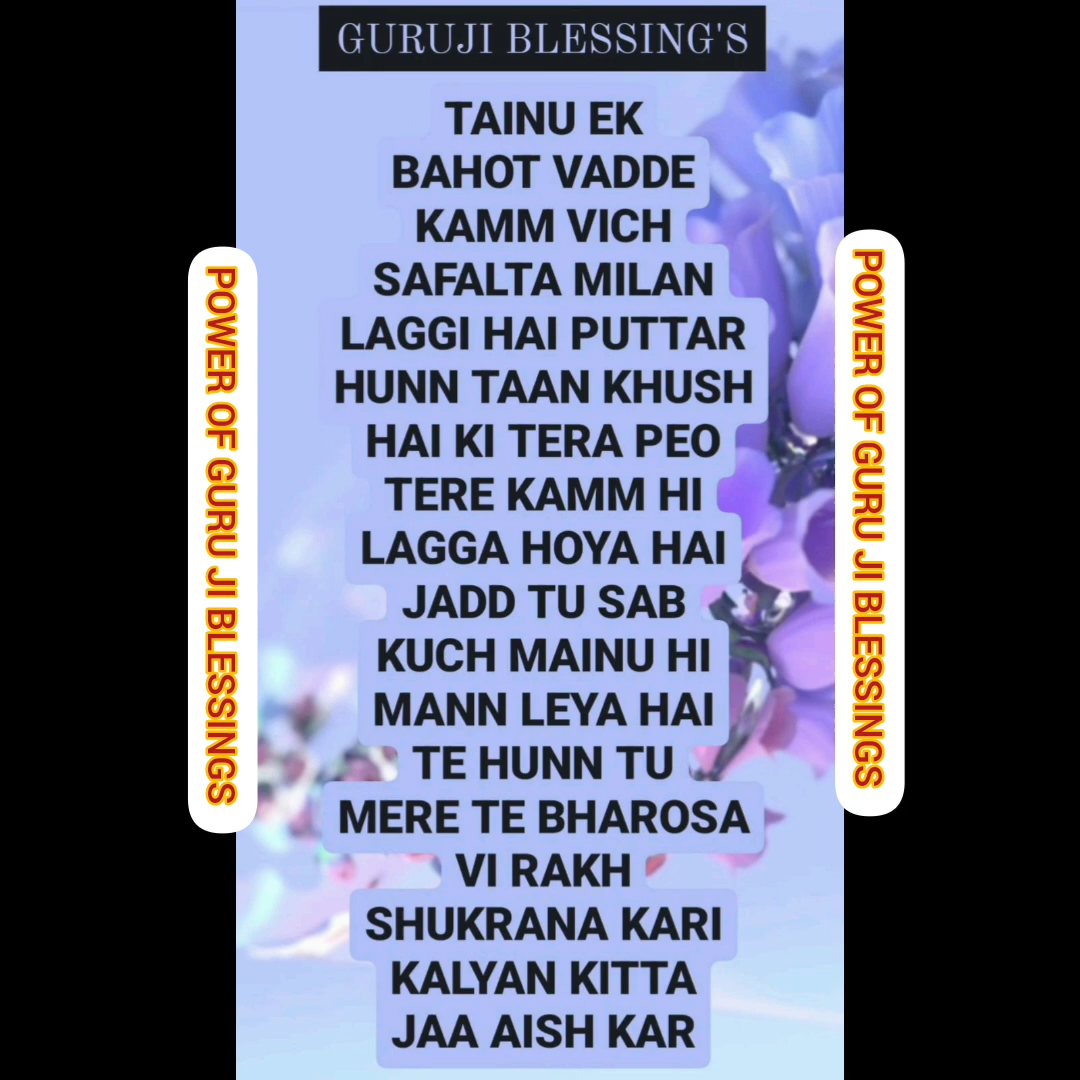 GURUJI BLESSING'S
TAINU EK
BAHOT VADDE
KAMM VICH
SAFALTA MILAN
LAGGI HAI PUTTAR
HUNN TAAN KHUSH
HAI KI TERA PEO
TERE KAMM HI
LAGGA HOYA HAI
JADD TU SAB
KUCH MAINU HI
MANN LEYA HAI
TE HUNN TU
MERE TE BHAROSA
VI RAKH
SHUKRANA KARI
KALYAN KITTA
JAA AISH KAR
POWER OF GURU JI BLESSINGS
POWER OF GURU JI BLESSINGS